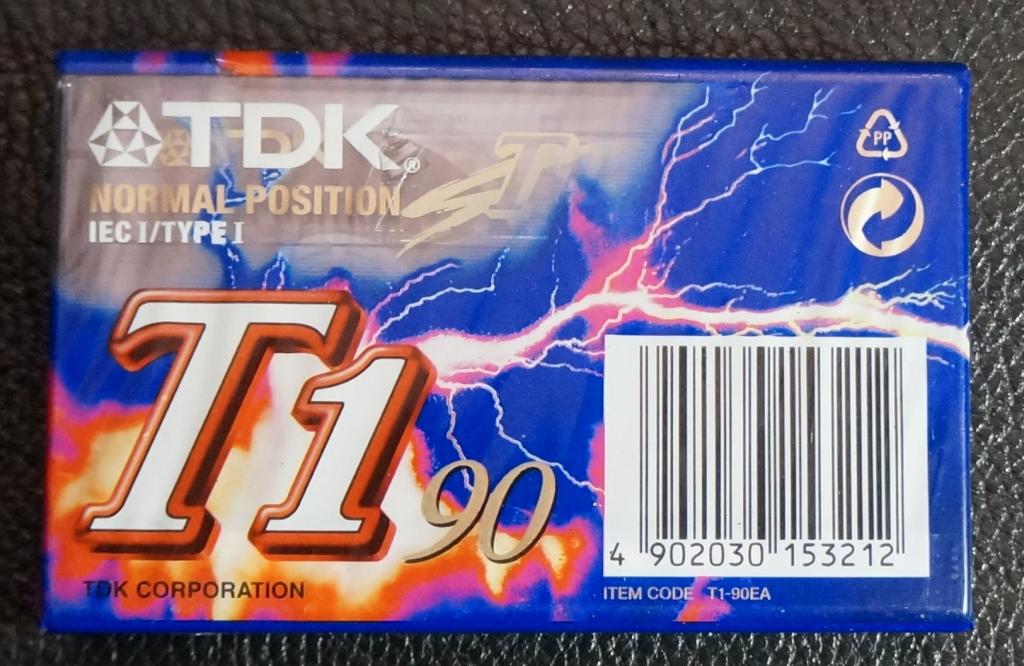 TDK®
NORMAL POSITION
IEC I/TYPE I
PP
T1 90
4 902030 153212
TDK CORPORATION
ITEM CODE T1-90EA